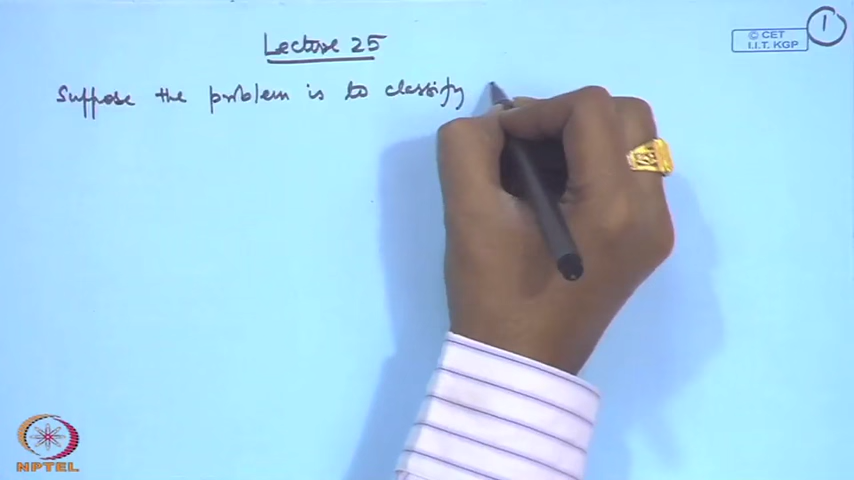 Lecture 25
© CET
I.I.T. KGP
1
Suppose the problem is to classify
NPTEL